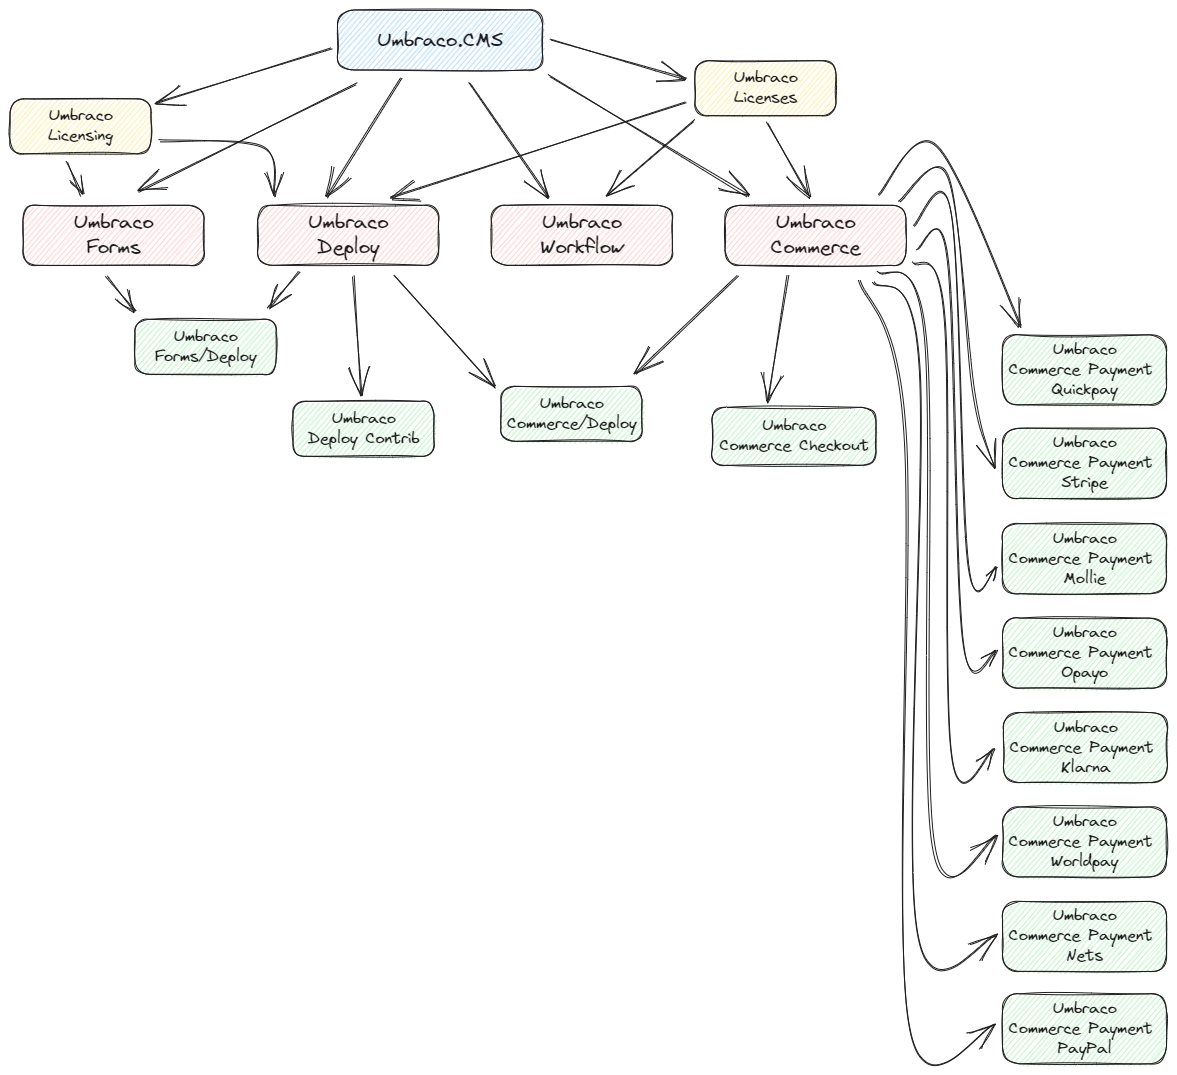 Umbraco.CMS
Umbraco
Licenses
Umbraco
Licensing
Umbraco
Forms
Umbraco
Deploy
Umbraco
Workflow
Umbraco
Commerce
Umbraco
Forms/Deploy
Umbraco
Deploy Contrib
Umbraco
Commerce/Deploy
Umbraco
Commerce Checkout
Umbraco
Commerce Payment
Quickpay
Umbraco
Commerce Payment
Stripe
Umbraco
Commerce Payment
Mollie
Umbraco
Commerce Payment
Opayo
Umbraco
Commerce Payment
Klarna
Umbraco
Commerce Payment
Worldpay
Umbraco
Commerce Payment
Nets
Umbraco
Commerce Payment
PayPal